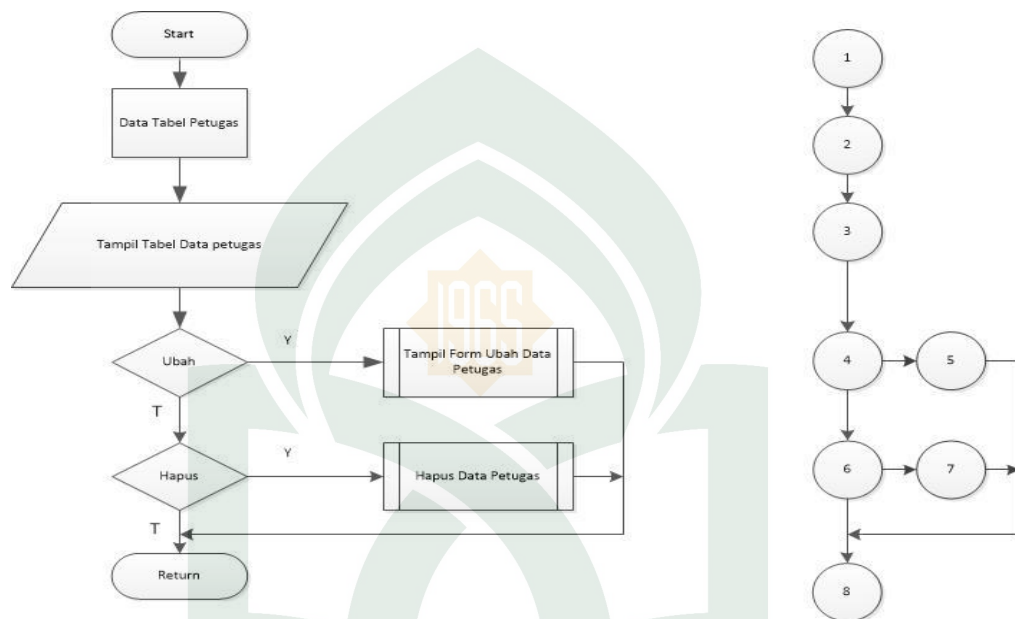 Start
Data Tabel Petugas
Tampil Tabel Data petugas
Ubah
Y
Tampil Form Ubah Data
Petugas
T
Hapus
Y
Hapus Data Petugas
T
Return
1965
1
2
3
4
5
6
7
8